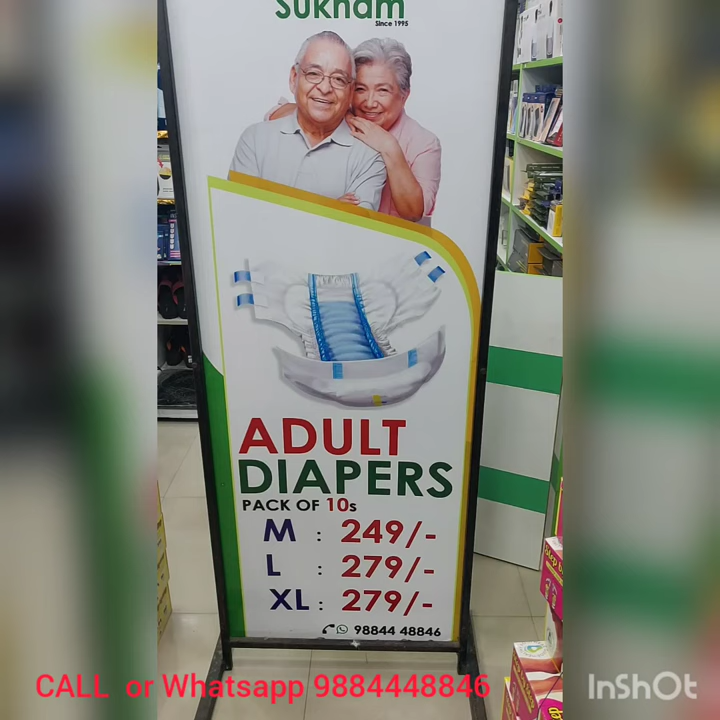 Sukham
Since 1995
ADULT
DIAPERS
PACK OF 10s
M : 249/-
L : 279/-
XL : 279/-
98844 48846
CALL or Whatsapp 9884448846
InShOt